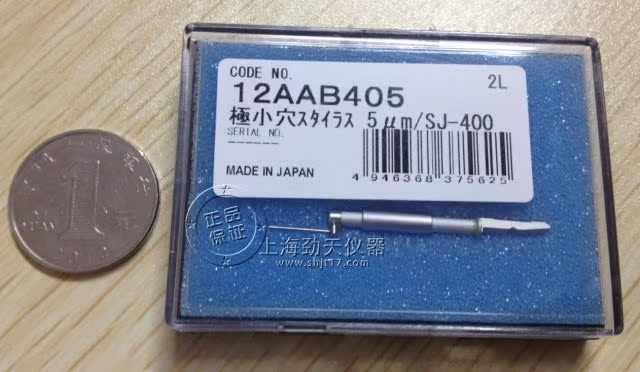 CODE NO.
2L
12AAB405
極小穴スタイラス 5μm/SJ-400
SERIAL NO.
------
MADE IN JAPAN
4 946368 375625
正品
保证
上海劲天仪器
www.shjt17.com
1